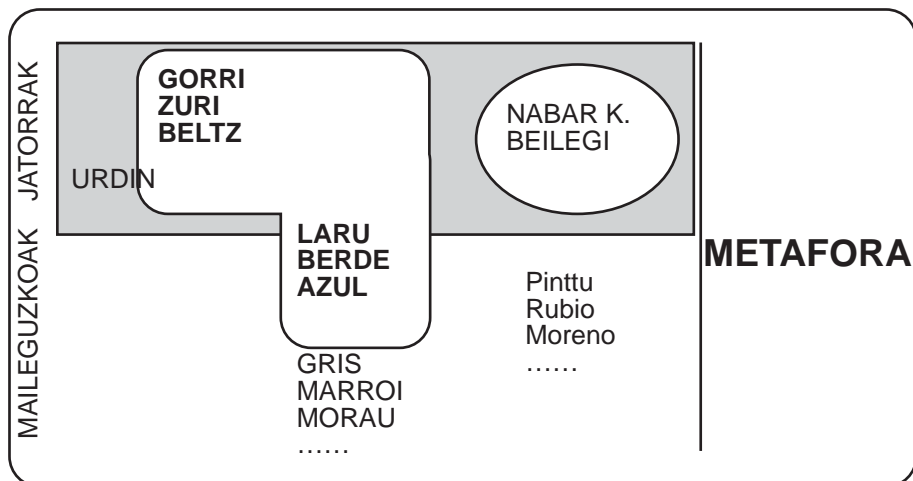 JATORRAK
MAILEGUZKOAK
GORRI
ZURI
BELTZ
URDIN
NABAR K.
BEILEGI
LARU
BERDE
AZUL
GRIS
MARROI
MORAU
……
Pinttu
Rubio
Moreno
……
METAFORA